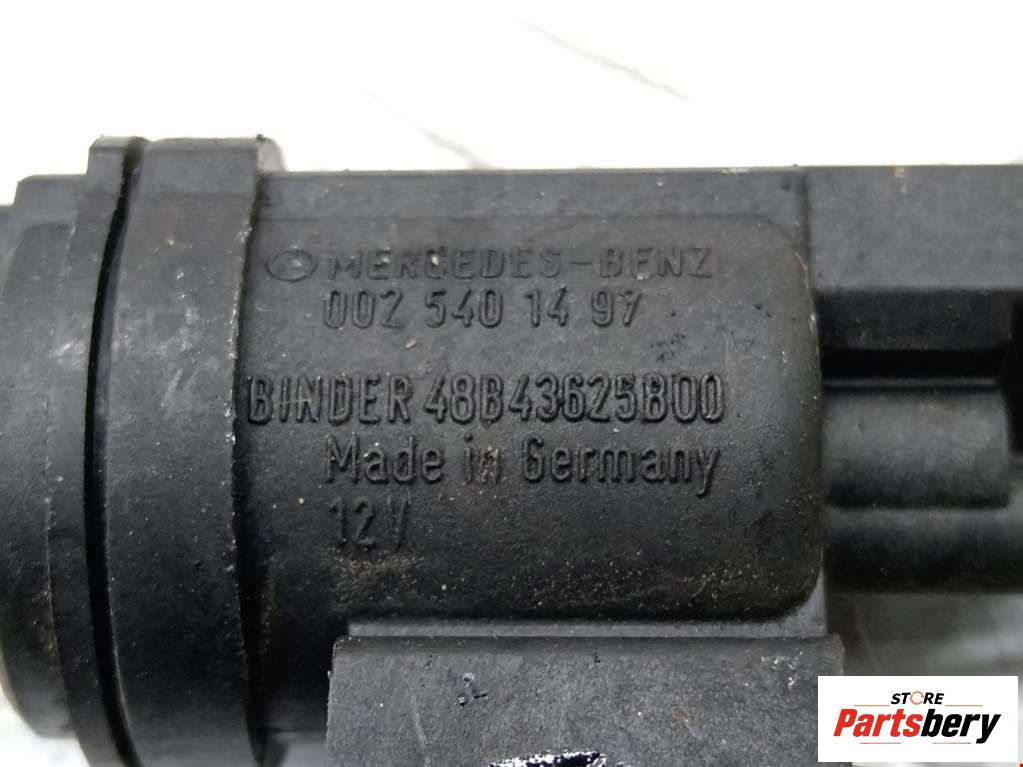 MERCEDES-BENZ
002 540 14 97
BINDER 48B43625B00
Made in Germany
12V
STORE
Partsbery